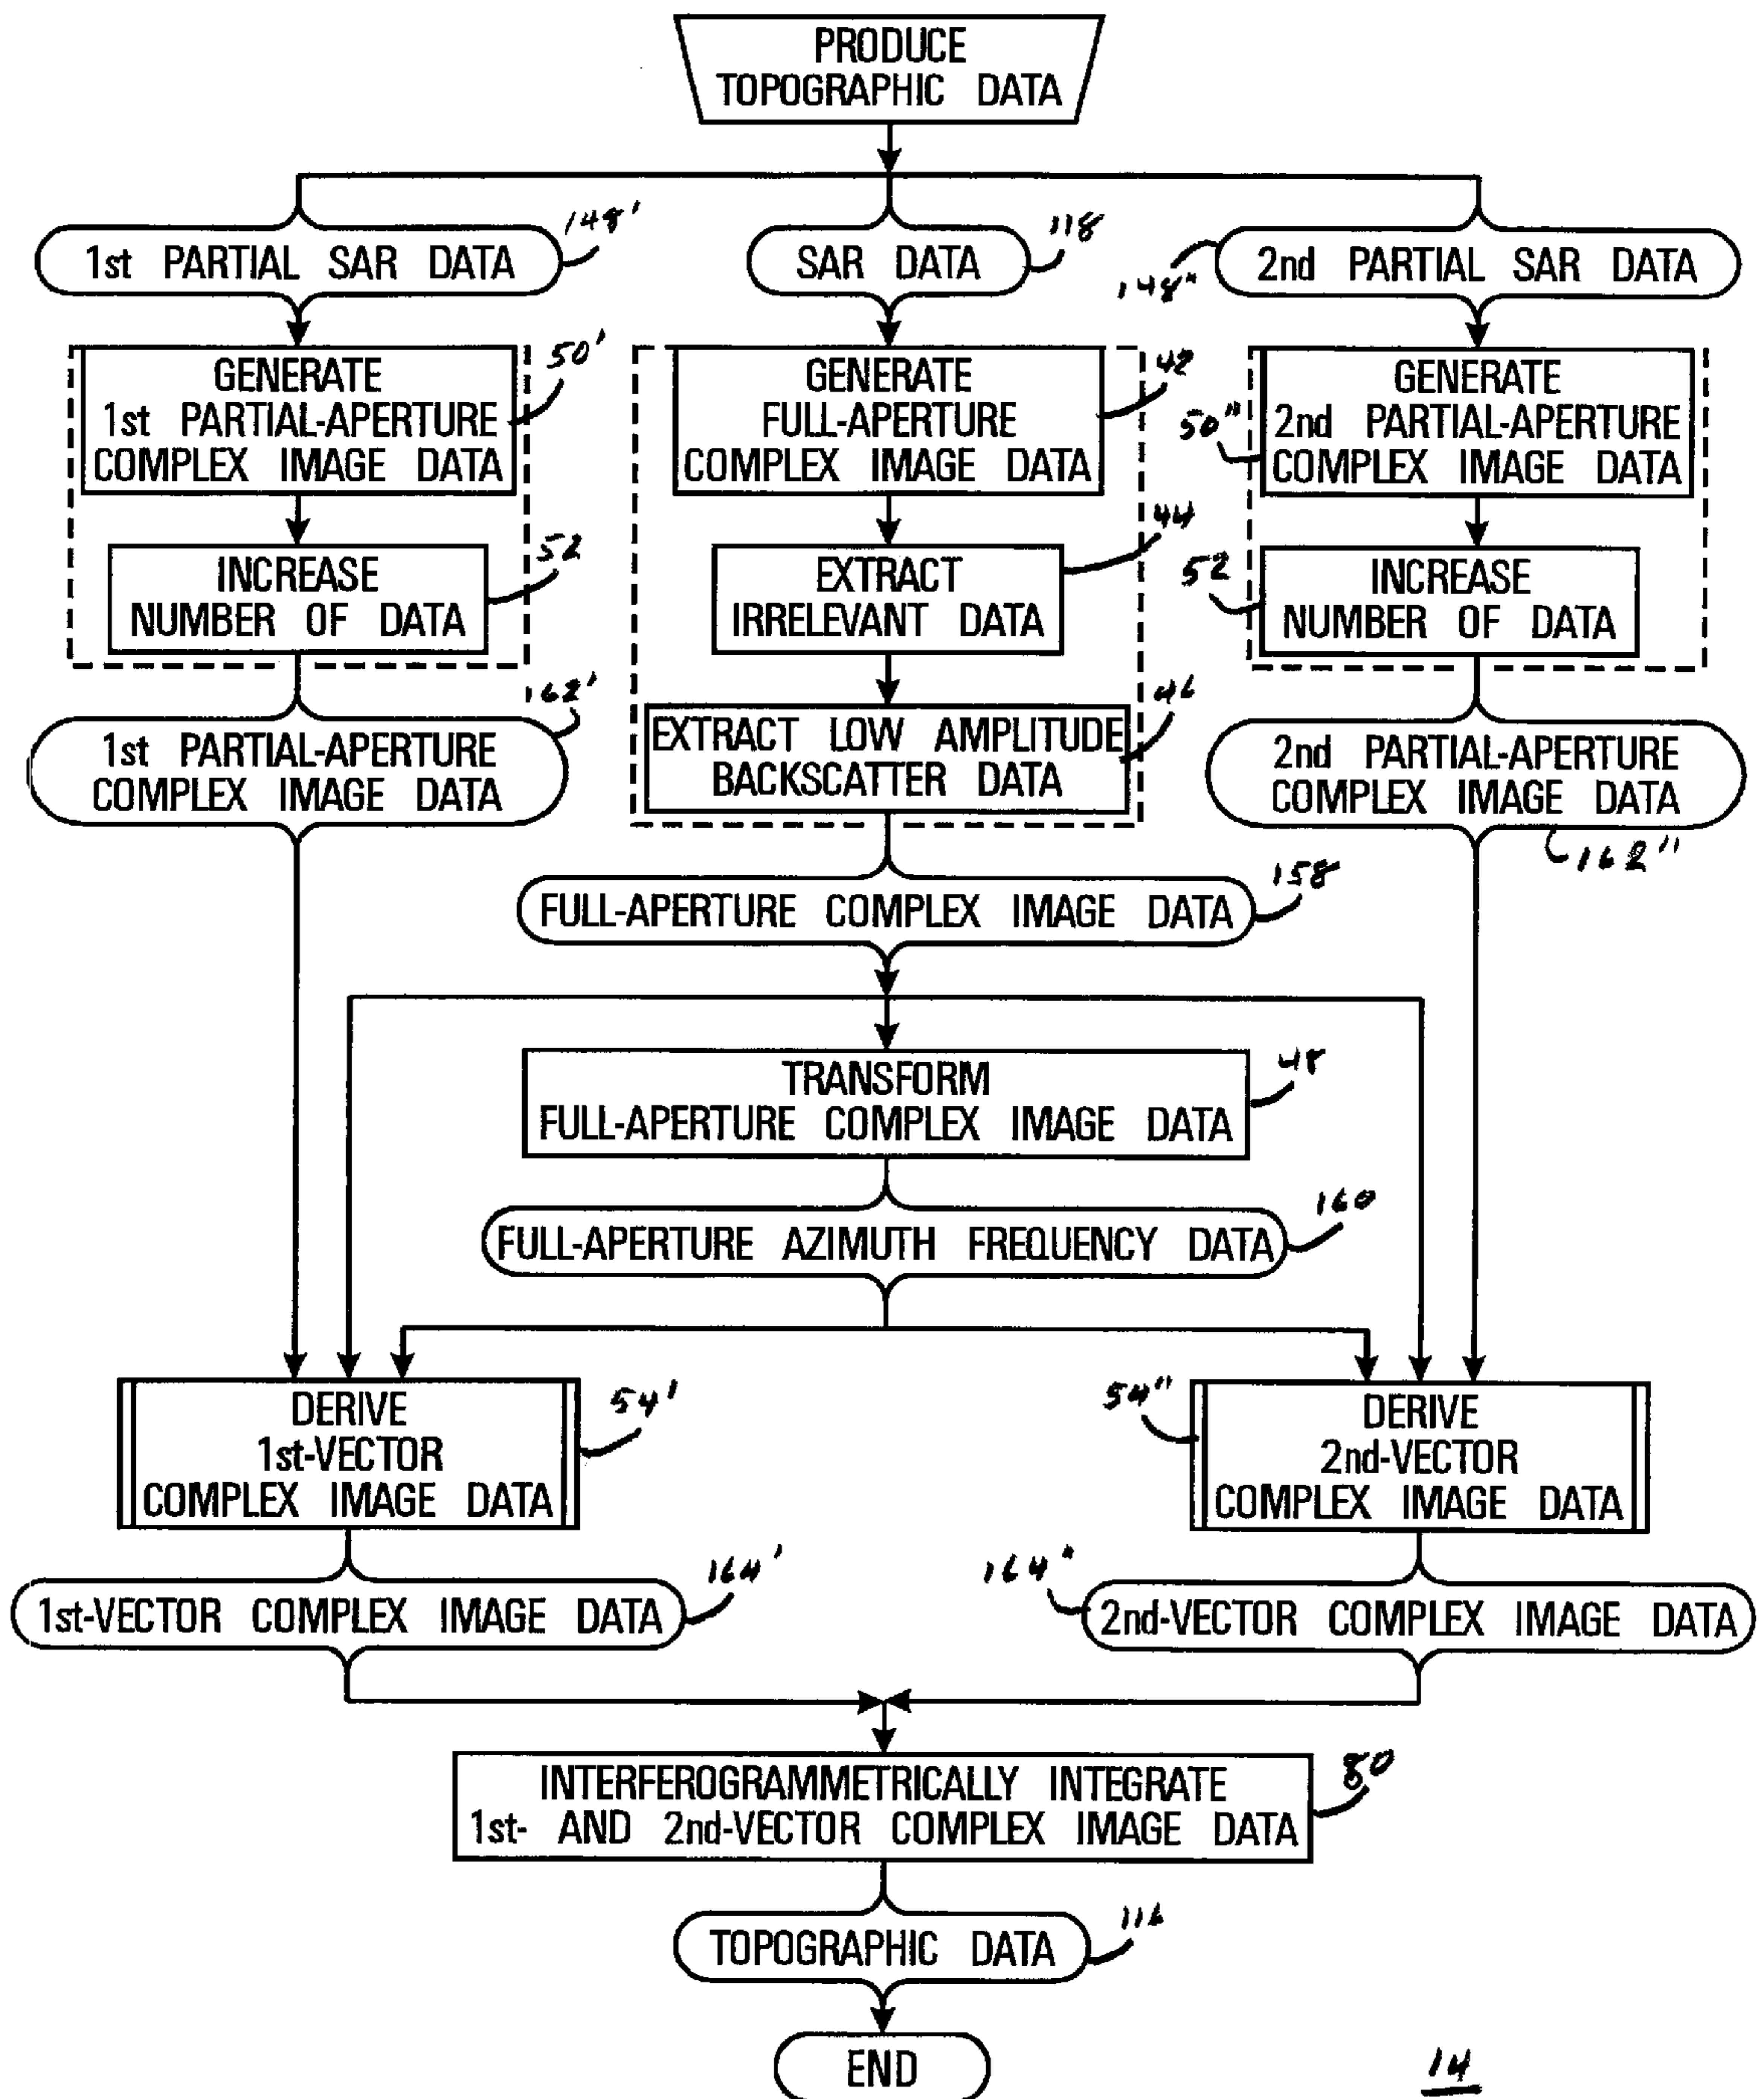 PRODUCE
TOPOGRAPHIC DATA
1st PARTIAL SAR DATA
148'
SAR DATA
118
148"
2nd PARTIAL SAR DATA
GENERATE
1st PARTIAL-APERTURE
COMPLEX IMAGE DATA
50'
GENERATE
FULL-APERTURE
COMPLEX IMAGE DATA
42
50"
GENERATE
2nd PARTIAL-APERTURE
COMPLEX IMAGE DATA
INCREASE
NUMBER OF DATA
52
EXTRACT
IRRELEVANT DATA
44
52
INCREASE
NUMBER OF DATA
162'
1st PARTIAL-APERTURE
COMPLEX IMAGE DATA
EXTRACT LOW AMPLITUDE
BACKSCATTER DATA
46
2nd PARTIAL-APERTURE
COMPLEX IMAGE DATA
162"
FULL-APERTURE COMPLEX IMAGE DATA
158
TRANSFORM
FULL-APERTURE COMPLEX IMAGE DATA
48
FULL-APERTURE AZIMUTH FREQUENCY DATA
160
DERIVE
1st-VECTOR
COMPLEX IMAGE DATA
54'
54"
DERIVE
2nd-VECTOR
COMPLEX IMAGE DATA
1st-VECTOR COMPLEX IMAGE DATA
164'
164"
2nd-VECTOR COMPLEX IMAGE DATA
INTERFEROGRAMMETRICALLY INTEGRATE
1st- AND 2nd-VECTOR COMPLEX IMAGE DATA
80
TOPOGRAPHIC DATA
116
END
14